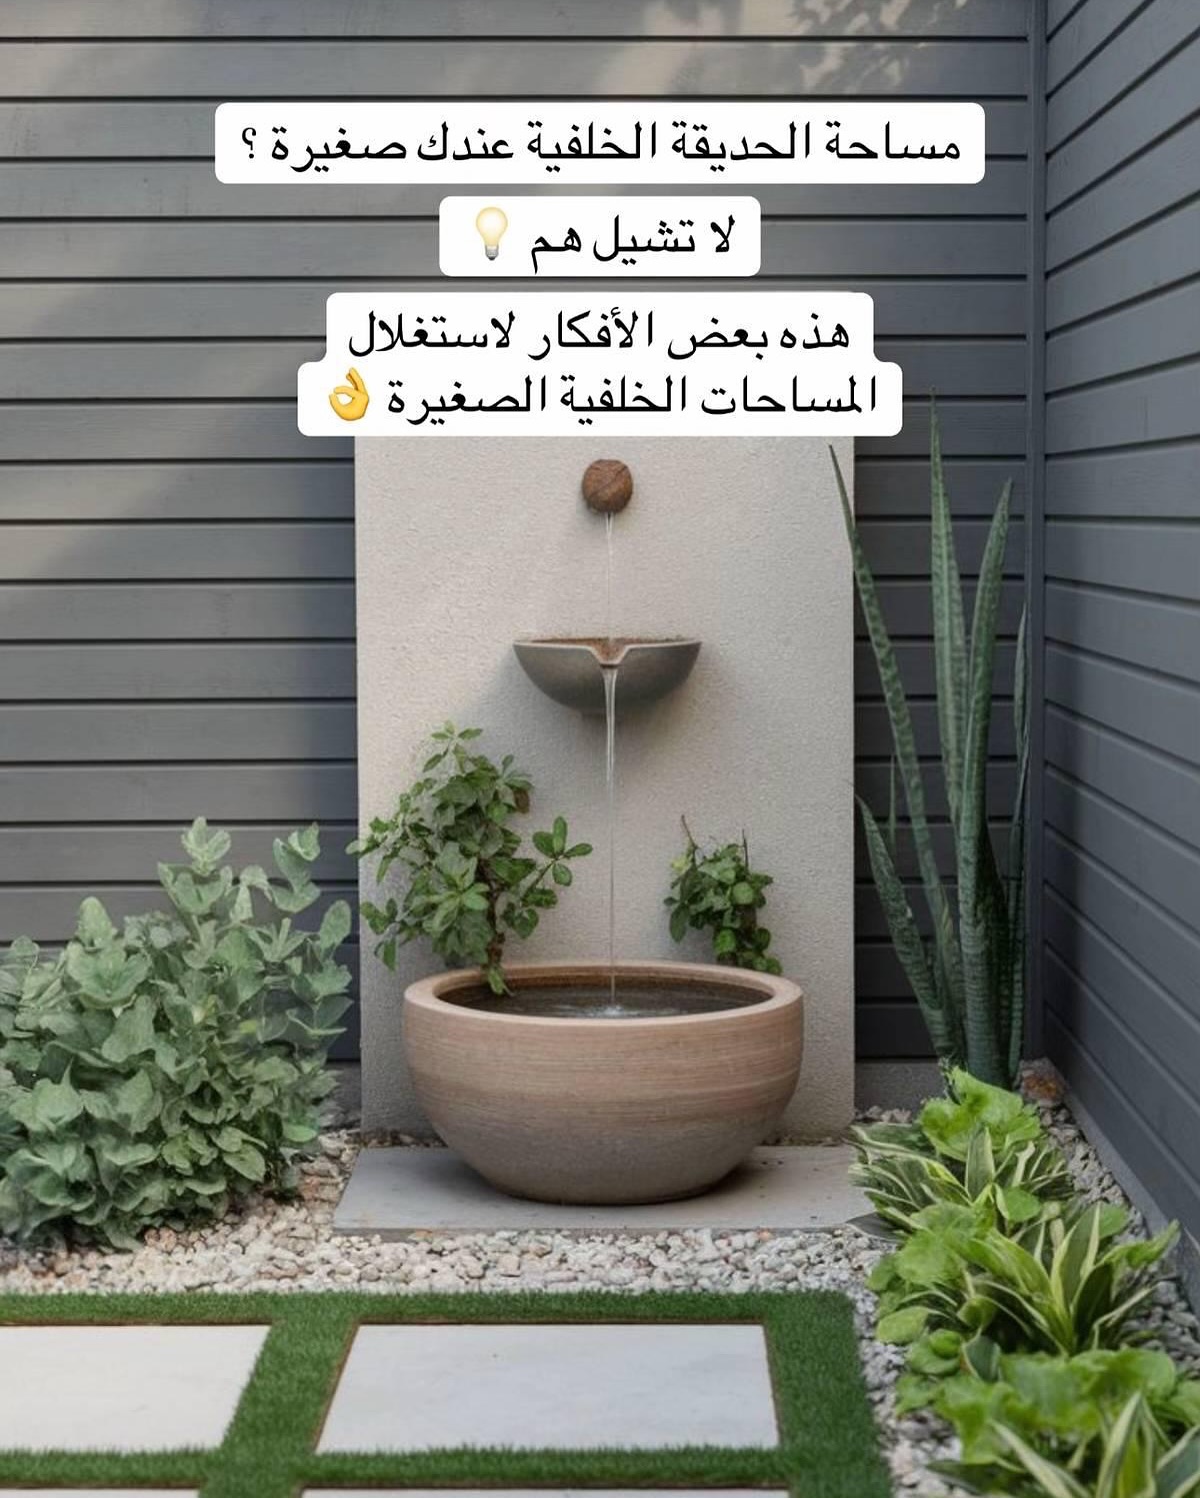 مساحة الحديقة الخلفية عندك صغيرة ؟
لا تشيل هم 💡
هذه بعض الأفكار لاستغلال
المساحات الخلفية الصغيرة 👌